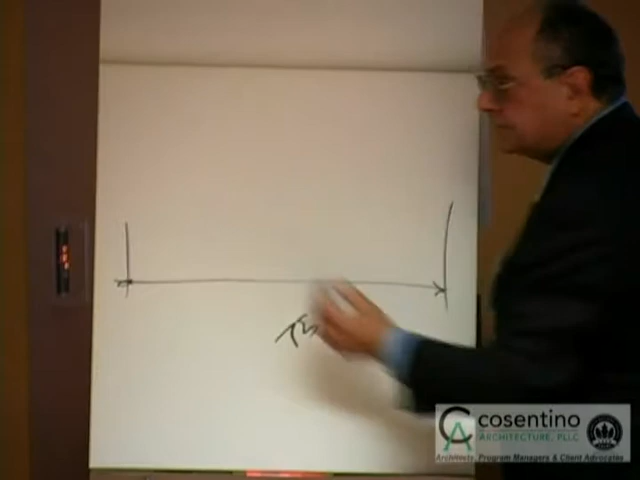 cosentino
ARCHITECTURE, PLLC
Architects, Program Managers & Client Advocates